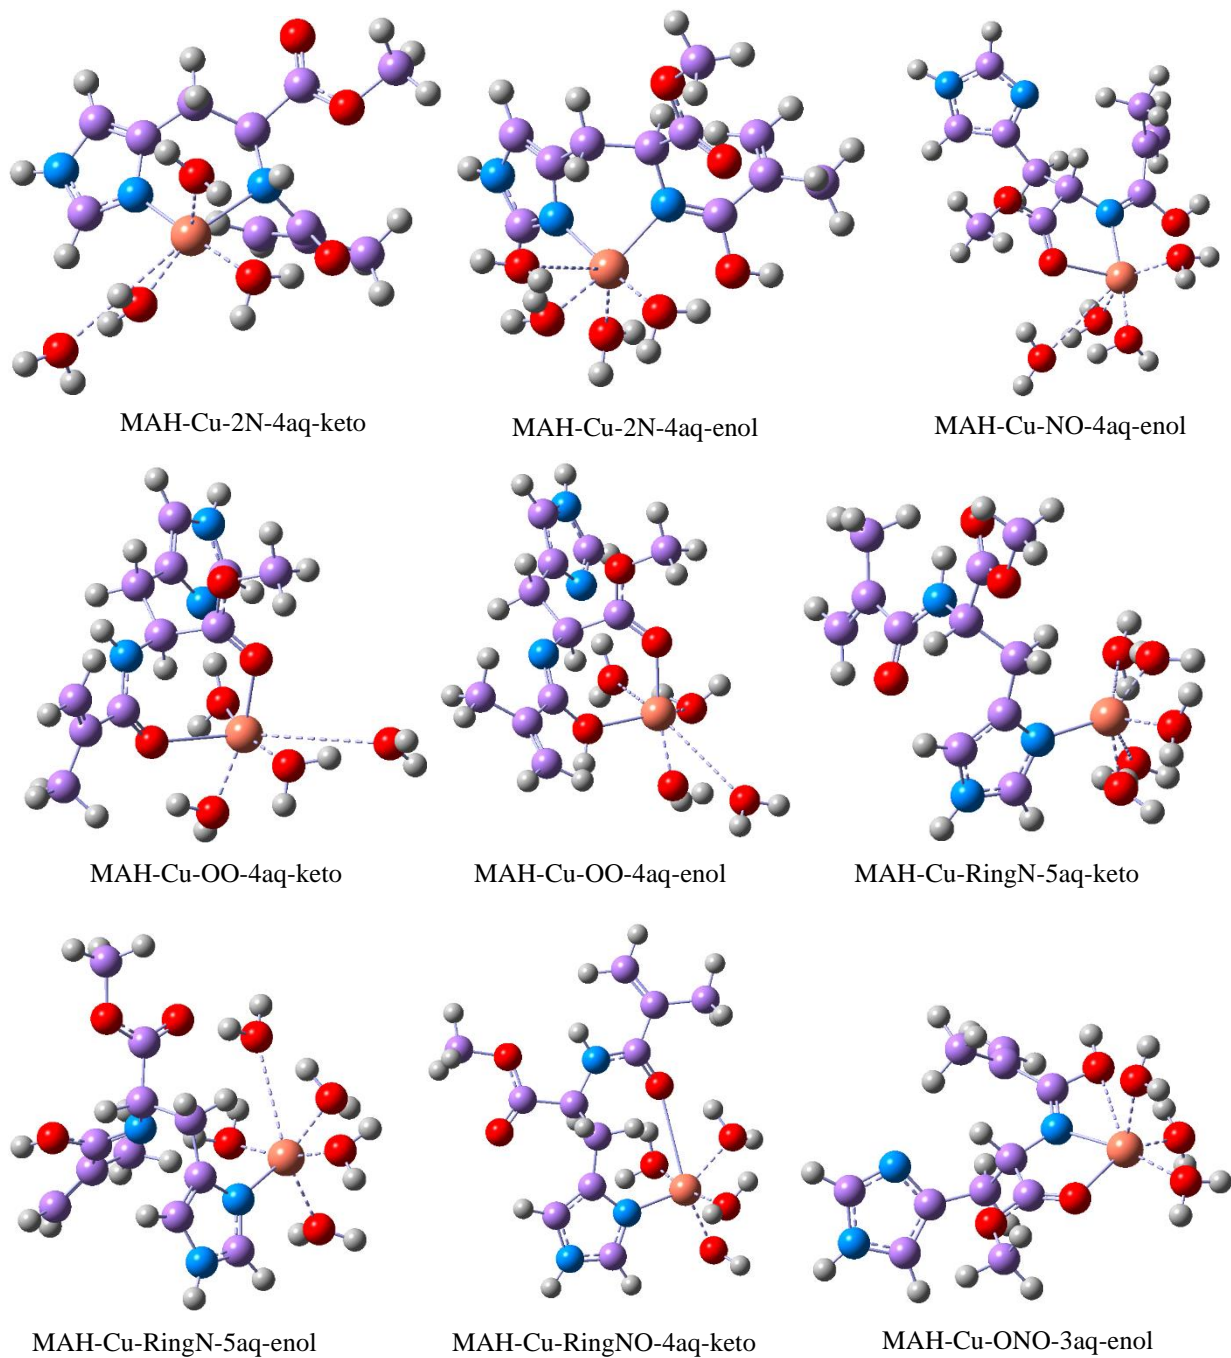 MAH-Cu-2N-4aq-keto
MAH-Cu-2N-4aq-enol
MAH-Cu-NO-4aq-enol
MAH-Cu-OO-4aq-keto
MAH-Cu-OO-4aq-enol
MAH-Cu-RingN-5aq-keto
MAH-Cu-RingN-5aq-enol
MAH-Cu-RingNO-4aq-keto
MAH-Cu-ONO-3aq-enol